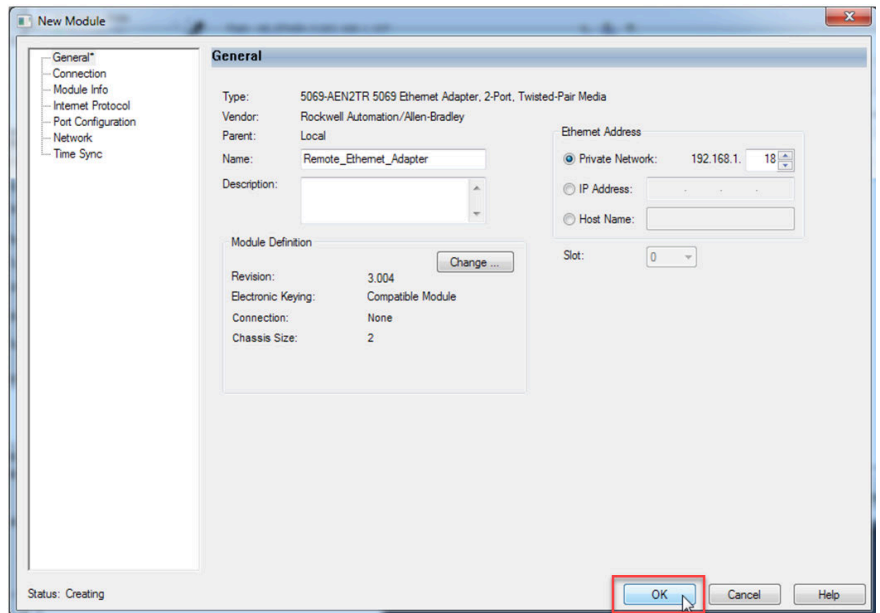 New Module
General*
Connection
Module Info
Internet Protocol
Port Configuration
Network
Time Sync
General
Type: 5069-AEN2TR 5069 Ethernet Adapter, 2-Port, Twisted-Pair Media
Vendor: Rockwell Automation/Allen-Bradley
Parent: Local
Name: Remote_Ethernet_Adapter
Description:
Ethernet Address
Private Network: 192.168.1. 18
IP Address: . . .
Host Name:
Slot: 0
Module Definition
Change ...
Revision: 3.004
Electronic Keying: Compatible Module
Connection: None
Chassis Size: 2
Status: Creating
OK Cancel Help